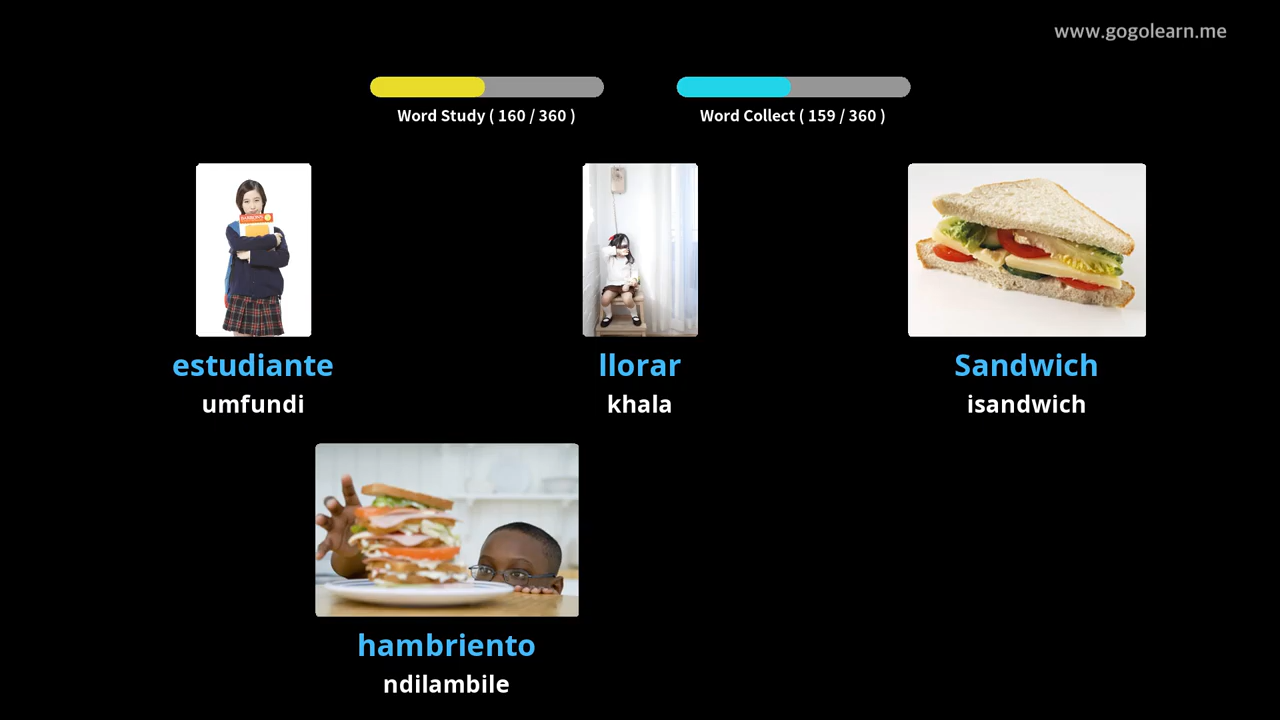 www.gogolearn.me
Word Study ( 160 / 360 )
Word Collect ( 159 / 360 )
estudiante
umfundi
llorar
khala
Sandwich
isandwich
hambriento
ndilambile